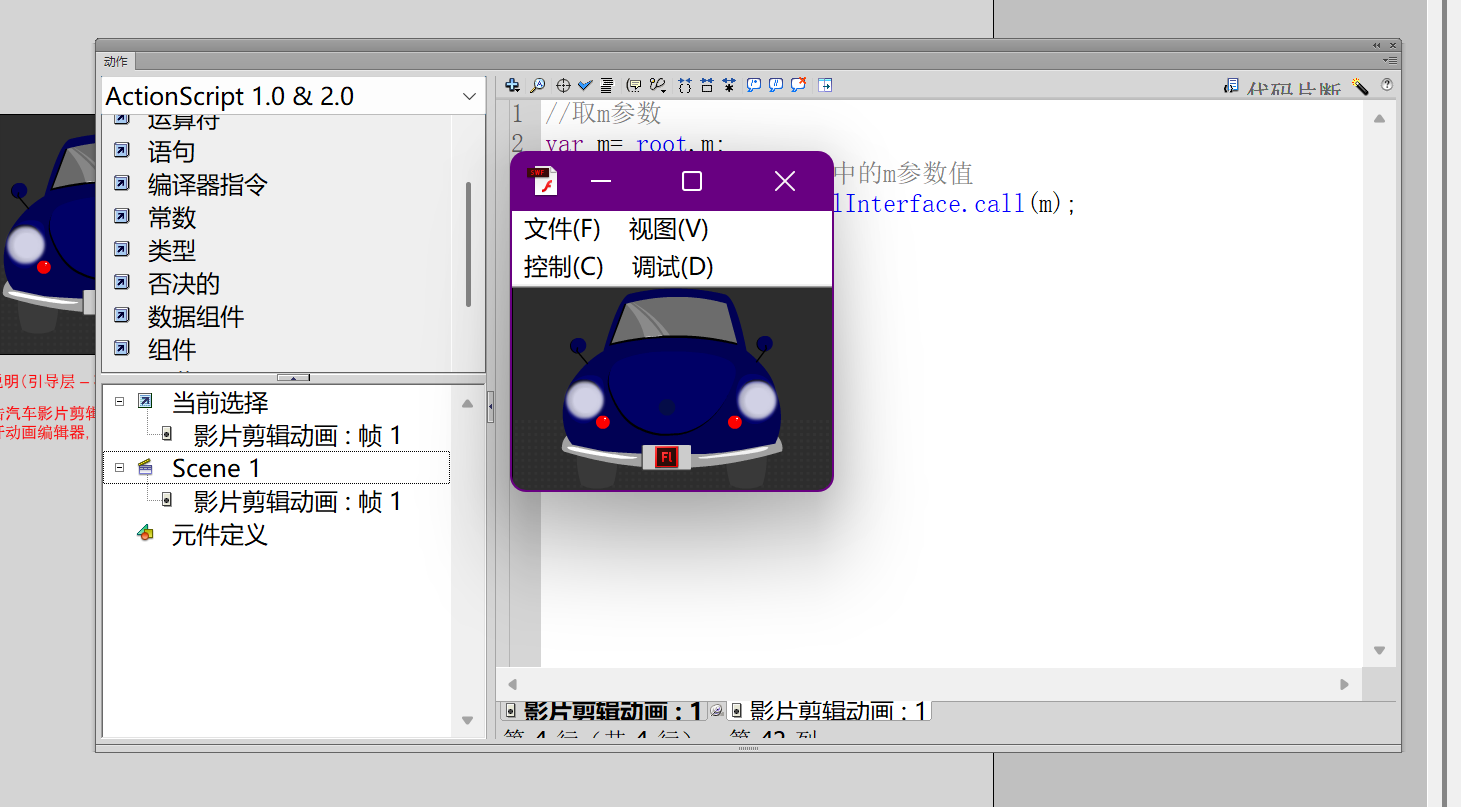 动作
ActionScript 1.0 & 2.0
运算符
语句
编译器指令
常数
类型
否决的
数据组件
组件
当前选择
影片剪辑动画 : 帧 1
Scene 1
影片剪辑动画 : 帧 1
元件定义
代码片断
1 //取m参数
2 var m=_root.m;
中的m参数值
lInterface.call(m);
SWF
文件(F) 视图(V)
控制(C) 调试(D)
Fl
明(引导层 –
汽车影片剪辑
动画编辑器,
影片剪辑动画 : 1
影片剪辑动画 : 1
第 4 行（共 4 行）, 第 42 列